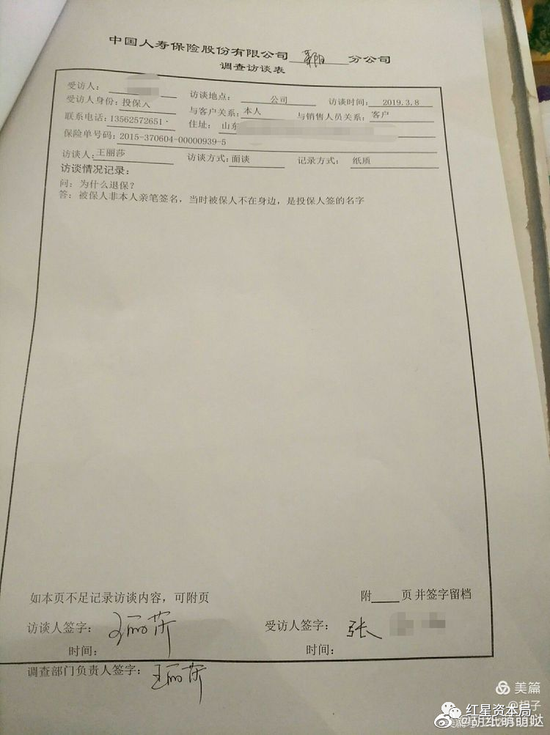 中国人寿保险股份有限公司 莱阳 分公司
调查访谈表
受访人：
访谈地点： 公司 访谈时间： 2019.3.8
受访人身份：投保人 与客户关系：本人 与销售人员关系：客户
联系电话：13562572651 住址： 山东
保险单号码：2015-370604-00000939-5
访谈人：王丽莎 访谈方式：面谈 记录方式： 纸质
访谈情况记录：
问：为什么退保？
答：被保人非本人亲笔签名，当时被保人不在身边，是投保人签的名字
如本页不足记录访谈内容，可附页 附 页并签字留档
访谈人签字： 王丽莎 受访人签字： 张
时间： 时间：
调查部门负责人签字： 王丽莎
美篇
红星资本局